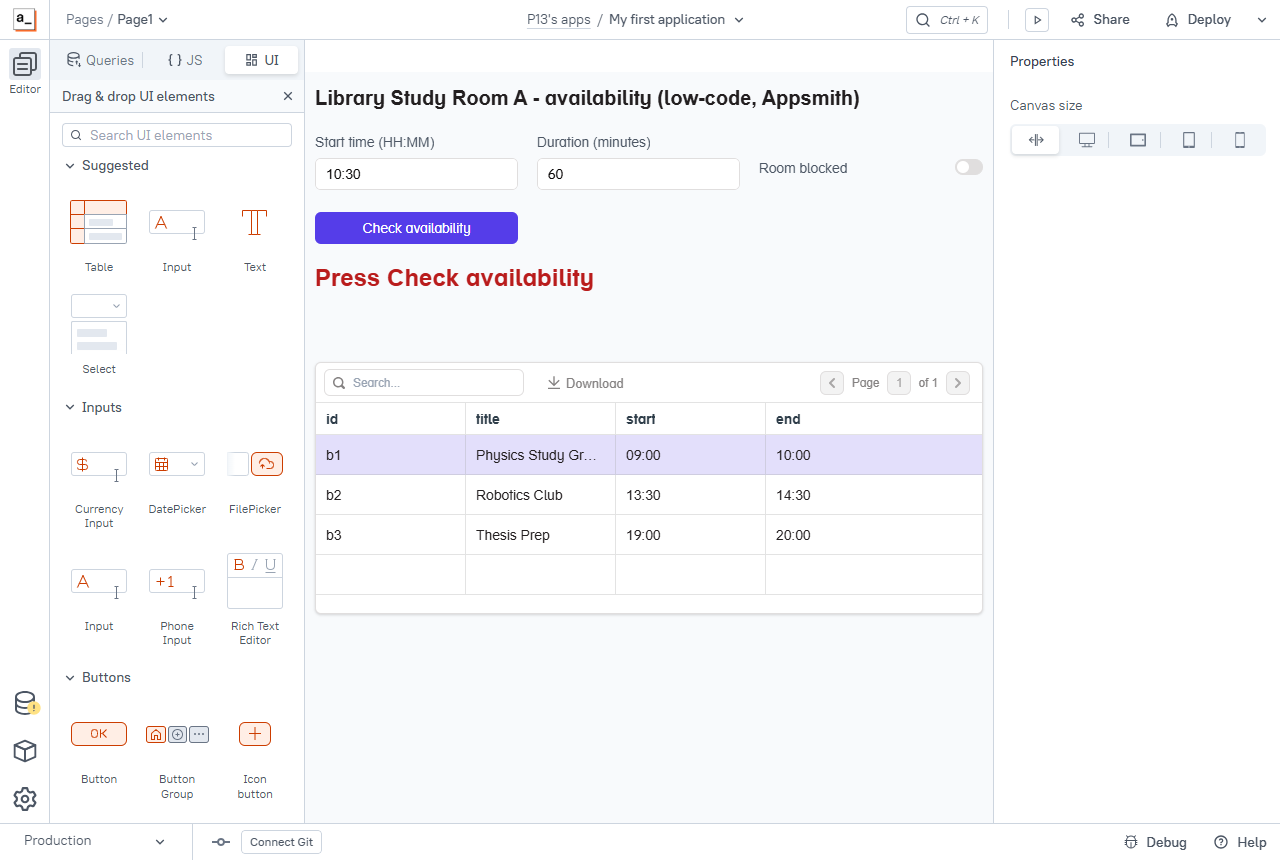 a_
Pages / Page1
P13's apps / My first application
Ctrl + K
Share
Deploy
Editor
Queries
{ } JS
UI
Drag & drop UI elements
Search UI elements
Suggested
A
Table
Input
Text
Select
Inputs
$
Currency
Input
DatePicker
FilePicker
A
+1
B / U
Input
Phone
Input
Rich Text
Editor
Buttons
OK
Button
Button
Group
Icon
button
Library Study Room A - availability (low-code, Appsmith)
Start time (HH:MM)
Duration (minutes)
Room blocked
10:30
60
Check availability
Press Check availability
Search...
Download
Page 1 of 1
id title start end
b1 Physics Study Gr... 09:00 10:00
b2 Robotics Club 13:30 14:30
b3 Thesis Prep 19:00 20:00
Properties
Canvas size
Production
Connect Git
Debug
Help